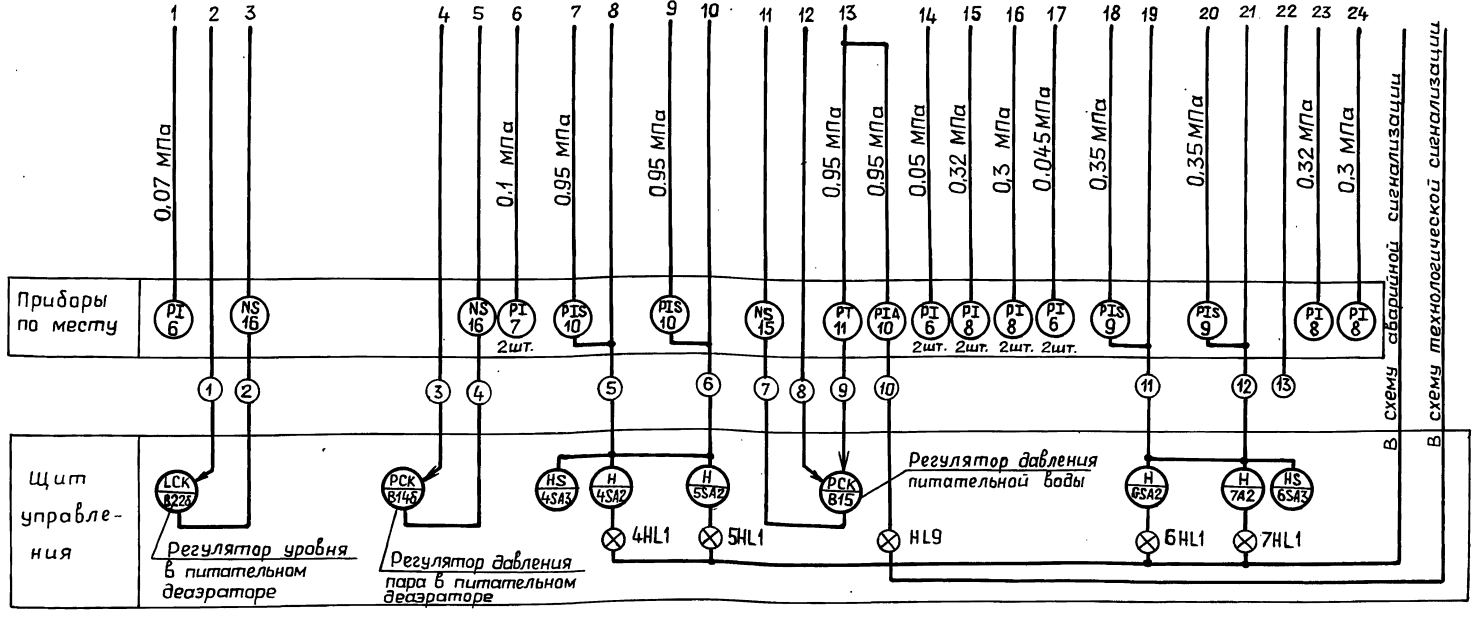 1 2 3 4 5 6 7 8 9 10 11 12 13 14 15 16 17 18 19 20 21 22 23 24
0,07 МПа
0.1 МПа
0.95 МПа
0.95 МПа
0.95 МПа
0.95 МПа
0.05 МПа
0,32 МПа
0,3 МПа
0.045 МПа
0,35 МПа
0,35 МПа
0,32 МПа
0,3 МПа
В схему аварийной сигнализации
В схему технологической сигнализации
Прибары
по месту
PI
6
NS
16
NS
16
PI
7
2шт.
PIS
10
PIS
10
NS
15
PT
11
PIA
10
PI
6
2шт.
PI
8
2шт.
PI
8
2шт.
PI
6
2шт.
PIS
9
PIS
9
PI
8
PI
8
1 2 3 4 5 6 7 8 9 10 11 12 13
Щит
управле-
ния
LCK
В22б
Регулятор уровня
в питательном
деаэраторе
PCK
В14б
Регулятор давления
пара в питательном
деаэраторе
HS
4SA3
H
4SA2
H
5SA2
4HL1
5HL1
PCK
В15
Регулятор давления
питательной воды
HL9
H
6SA2
H
7A2
HS
6SA3
6HL1
7HL1